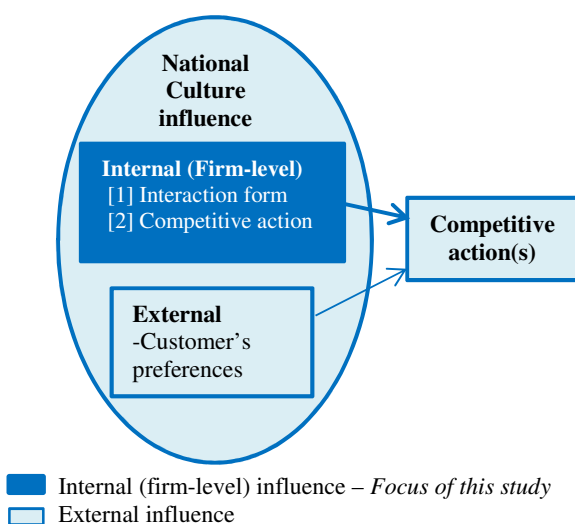 National
Culture
influence
Internal (Firm-level)
[1] Interaction form
[2] Competitive action
Competitive
action(s)
External
-Customer's
preferences
Internal (firm-level) influence – Focus of this study
External influence